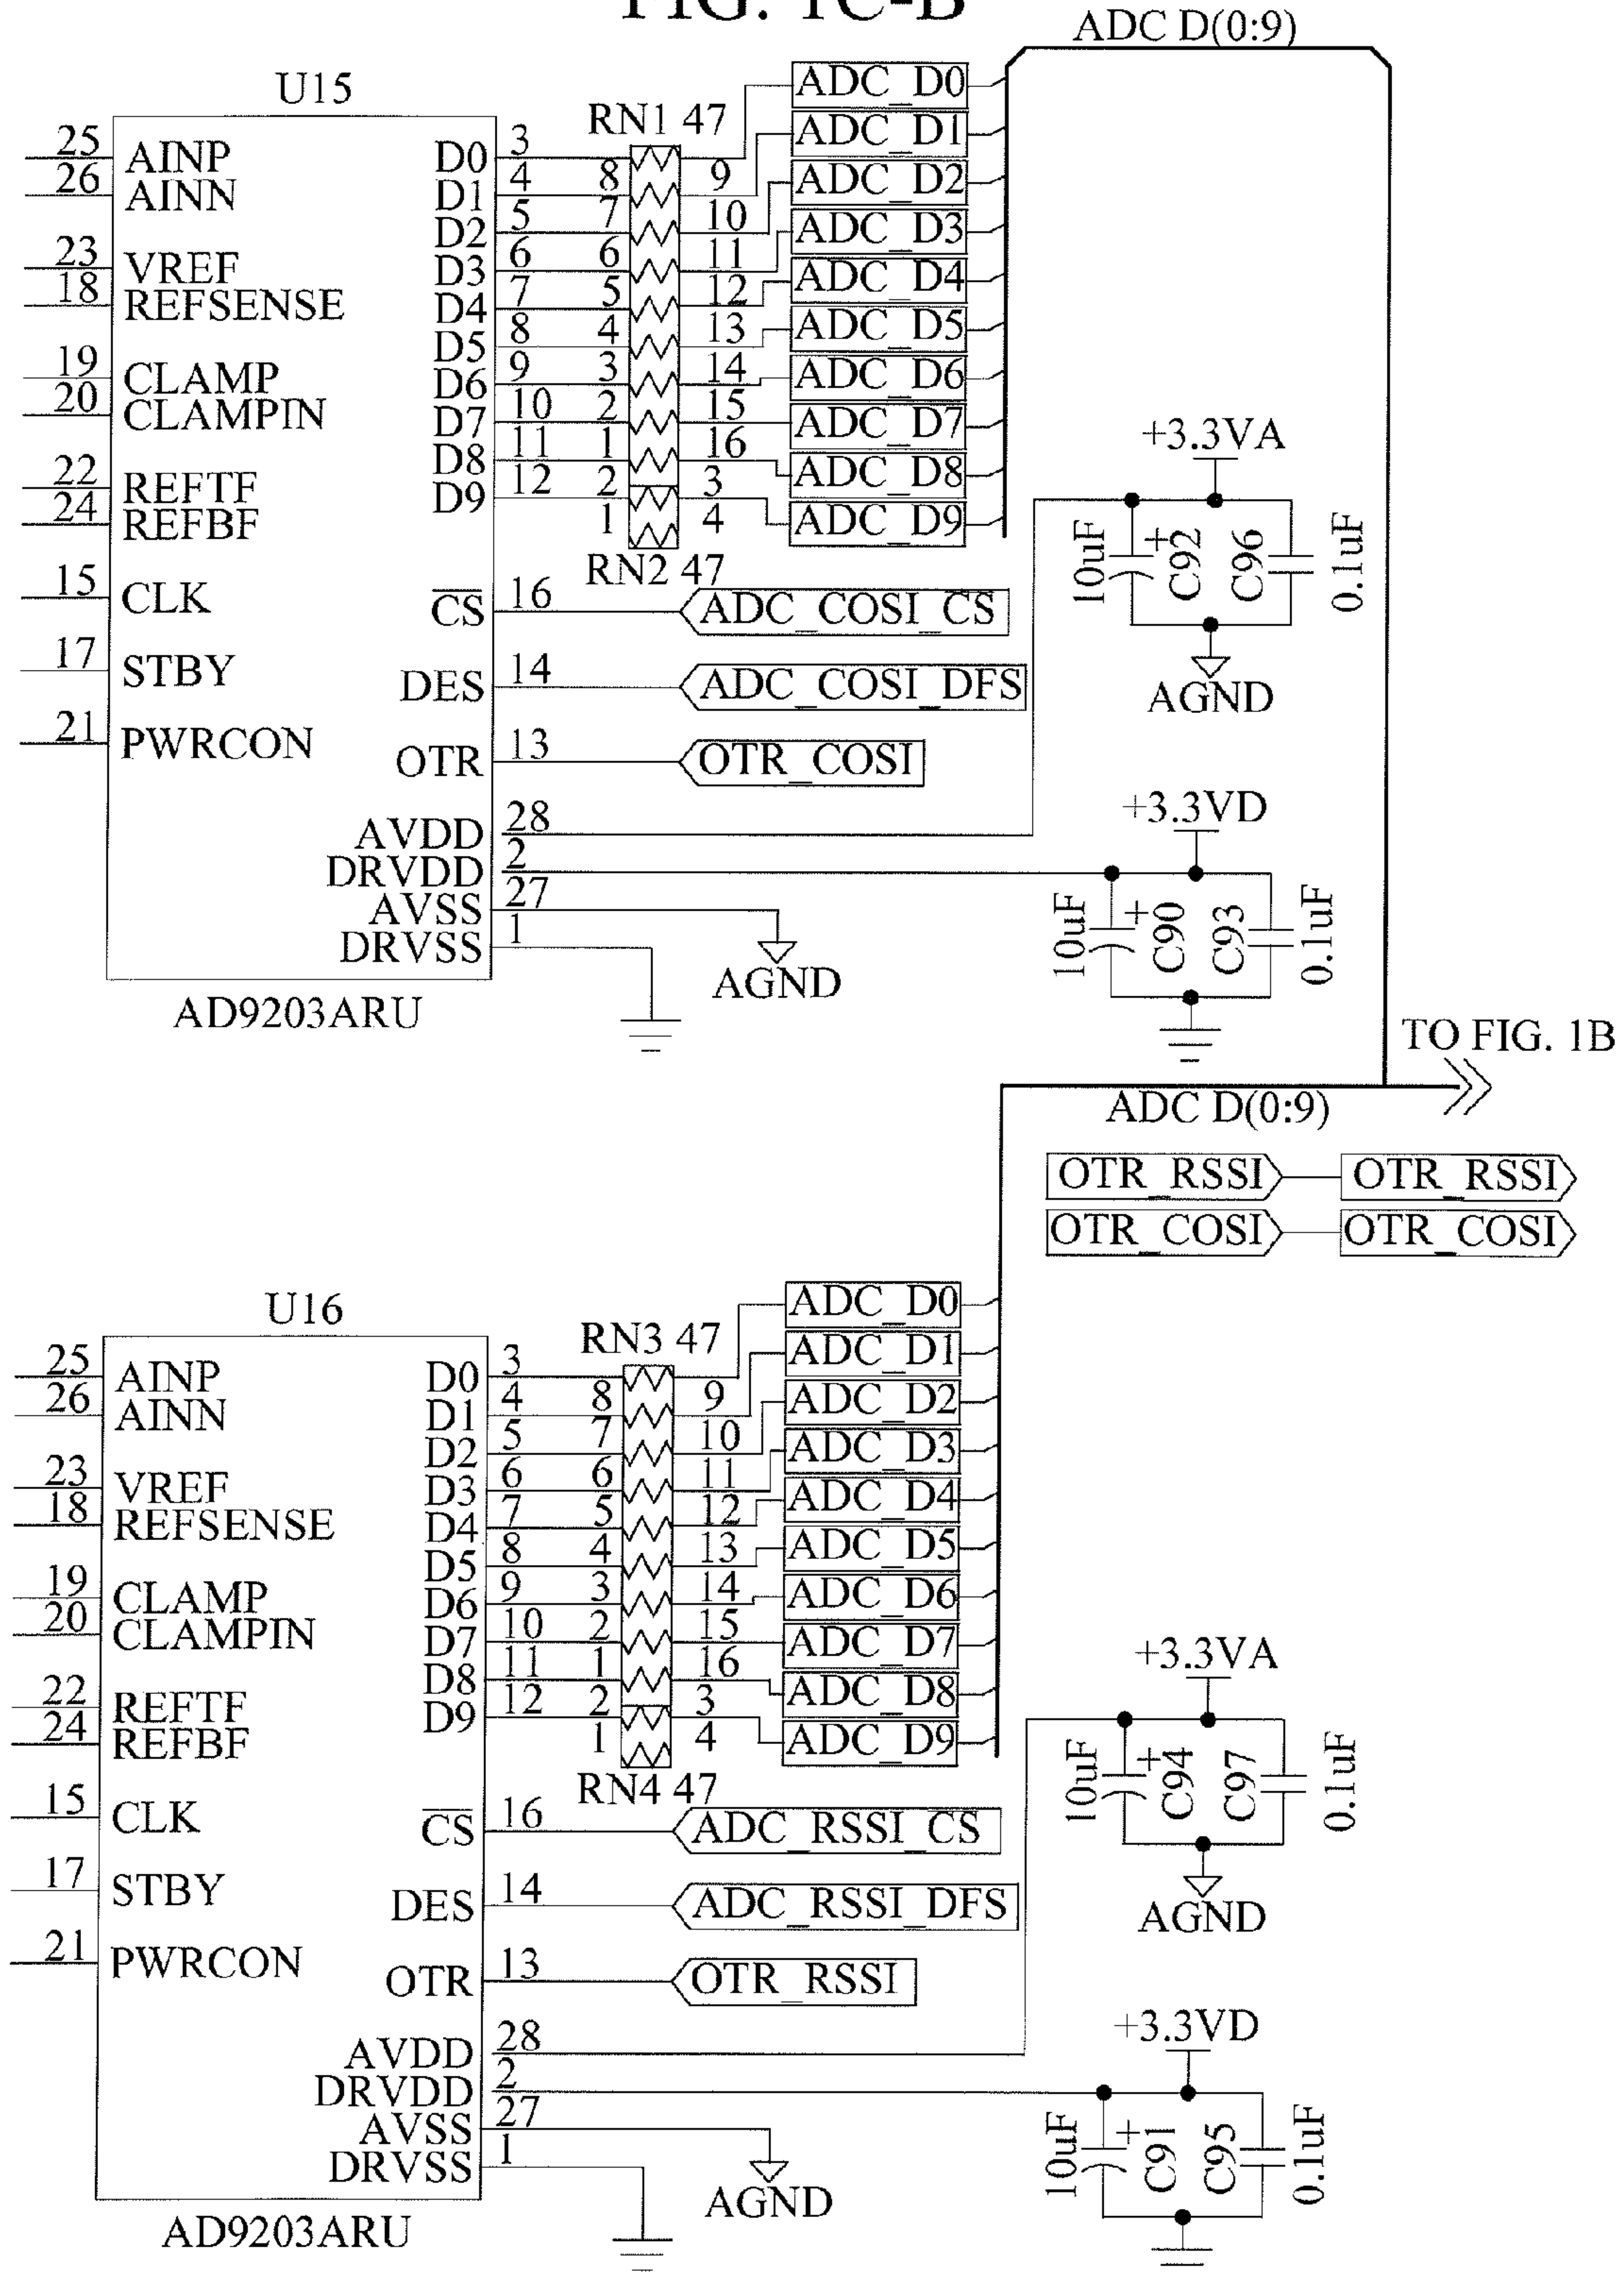 FIG. 1C-B
ADC D(0:9)
U15
RN1 47
25 AINP
26 AINN
23 VREF
18 REFSENSE
19 CLAMP
20 CLAMPIN
22 REFTF
24 REFBF
15 CLK
17 STBY
21 PWRCON
D0 3 8 9 ADC_D0
D1 4 7 10 ADC_D1
D2 5 6 11 ADC_D2
D3 6 5 12 ADC_D3
D4 7 4 13 ADC_D4
D5 8 3 14 ADC_D5
D6 9 2 15 ADC_D6
D7 10 1 16 ADC_D7
D8 11 2 3 ADC_D8
D9 12 1 4 ADC_D9
RN2 47
CS 16 ADC_COSI_CS
DES 14 ADC_COSI_DFS
OTR 13 OTR_COSI
AVDD 28
DRVDD 2
AVSS 27
DRVSS 1
AGND
AD9203ARU
+3.3VA
10uF C92 C96 0.1uF
AGND
+3.3VD
10uF C90 C93 0.1uF
TO FIG. 1B
ADC D(0:9)
OTR_RSSI OTR_RSSI
OTR_COSI OTR_COSI
U16
RN3 47
25 AINP
26 AINN
23 VREF
18 REFSENSE
19 CLAMP
20 CLAMPIN
22 REFTF
24 REFBF
15 CLK
17 STBY
21 PWRCON
D0 3 8 9 ADC_D0
D1 4 7 10 ADC_D1
D2 5 6 11 ADC_D2
D3 6 5 12 ADC_D3
D4 7 4 13 ADC_D4
D5 8 3 14 ADC_D5
D6 9 2 15 ADC_D6
D7 10 1 16 ADC_D7
D8 11 2 3 ADC_D8
D9 12 1 4 ADC_D9
RN4 47
CS 16 ADC_RSSI_CS
DES 14 ADC_RSSI_DFS
OTR 13 OTR_RSSI
AVDD 28
DRVDD 2
AVSS 27
DRVSS 1
AGND
AD9203ARU
+3.3VA
10uF C94 C97 0.1uF
AGND
+3.3VD
10uF C91 C95 0.1uF